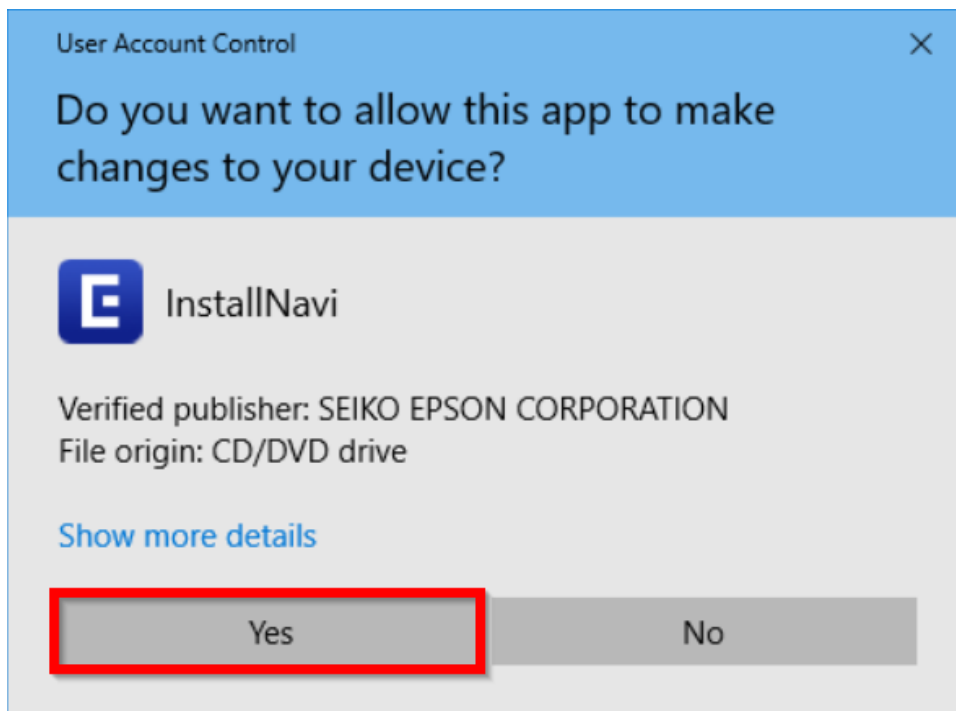 User Account Control
Do you want to allow this app to make
changes to your device?
InstallNavi
Verified publisher: SEIKO EPSON CORPORATION
File origin: CD/DVD drive
Show more details
Yes
No